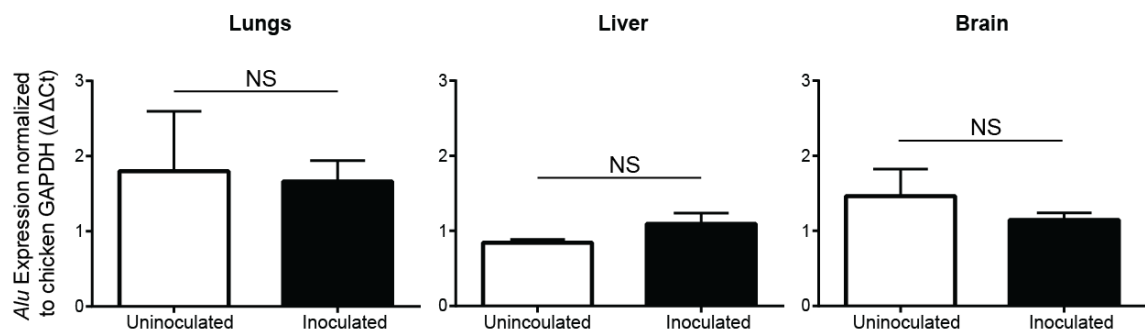 Lungs
Liver
Brain
Alu Expression normalized
to chicken GAPDH (Δ ΔCt)
3
2
1
0
NS
Uninoculated
Inoculated
3
2
1
0
NS
Unincoulated
Inoculated
3
2
1
0
NS
Uninoculated
Inoculated